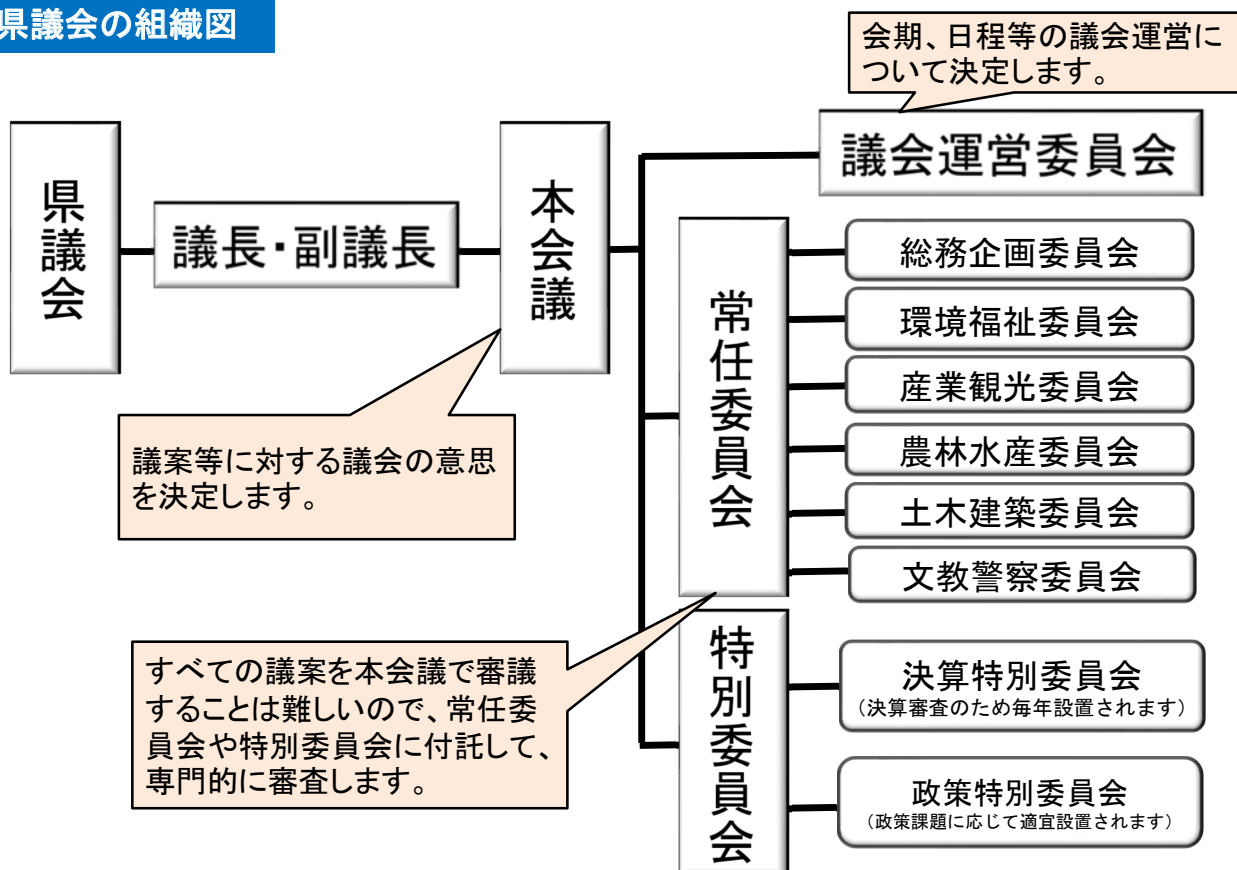 県議会の組織図
会期、日程等の議会運営に
ついて決定します。
県議会
議長・副議長
本会議
議会運営委員会
議案等に対する議会の意思
を決定します。
常任委員会
総務企画委員会
環境福祉委員会
産業観光委員会
農林水産委員会
土木建築委員会
文教警察委員会
すべての議案を本会議で審議
することは難しいので、常任委
員会や特別委員会に付託して、
専門的に審査します。
特別委員会
決算特別委員会
（決算審査のため毎年設置されます）
政策特別委員会
（政策課題に応じて適宜設置されます）